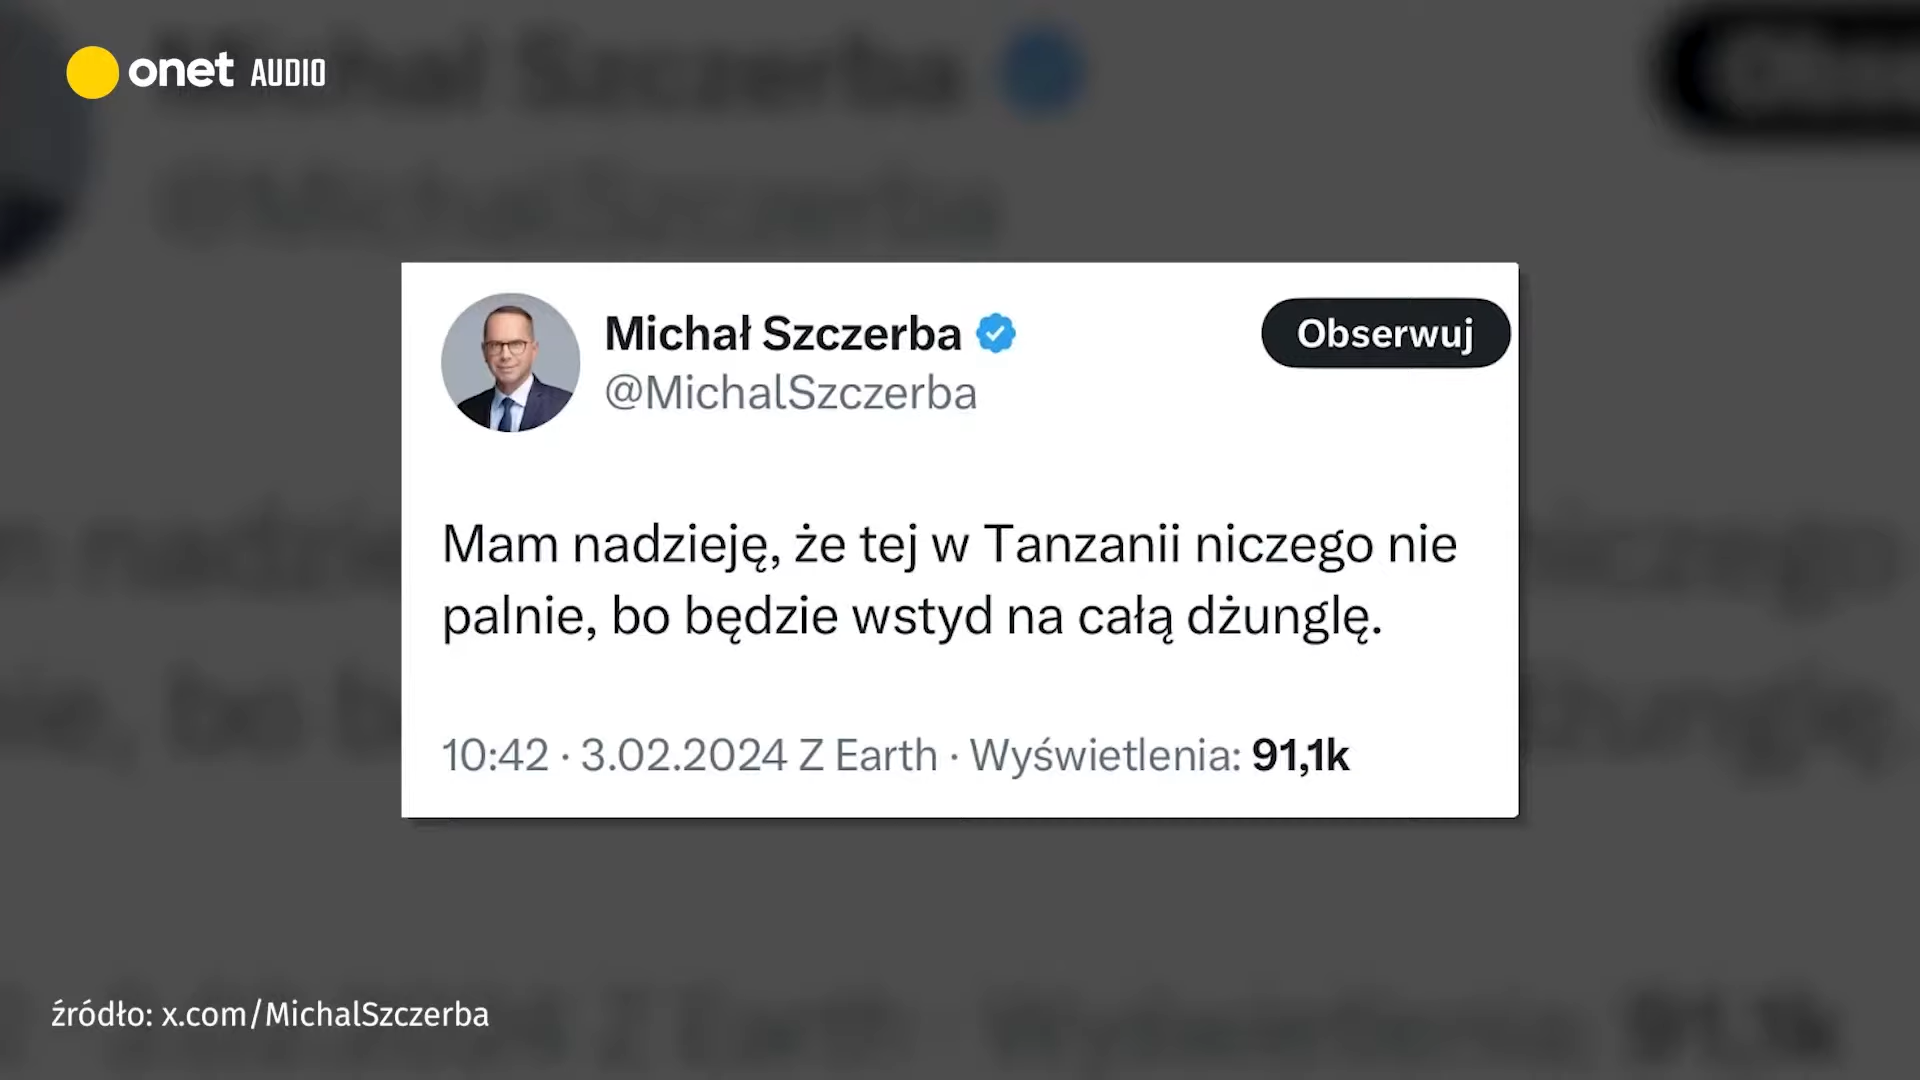 onet AUDIO
Michał Szczerba
@MichalSzczerba
Obserwuj
Mam nadzieję, że tej w Tanzanii niczego nie
palnie, bo będzie wstyd na całą dżunglę.
10:42 · 3.02.2024 Z Earth · Wyświetlenia: 91,1k
źródło: x.com/MichalSzczerba